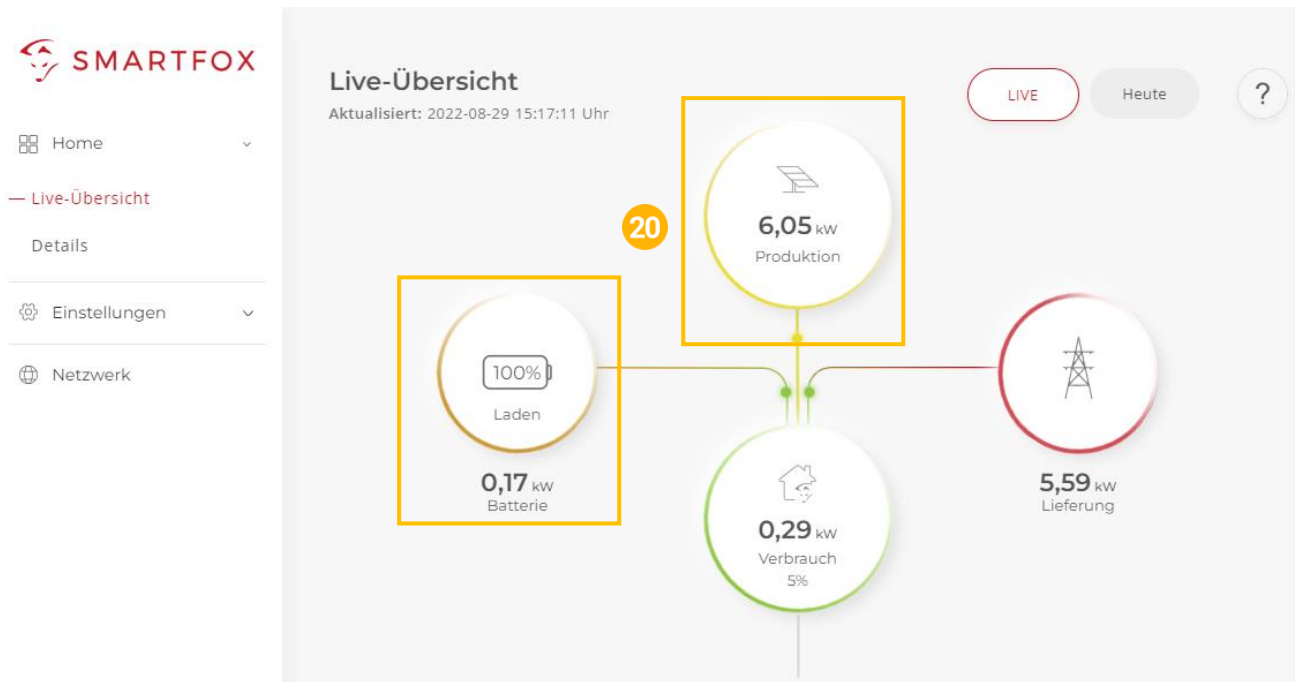 SMARTFOX
Home
Live-Übersicht
Details
Einstellungen
Netzwerk
Live-Übersicht
Aktualisiert: 2022-08-29 15:17:11 Uhr
LIVE
Heute
?
20
6,05 kW
Produktion
100%
Laden
0,17 kW
Batterie
0,29 kW
Verbrauch
5%
5,59 kW
Lieferung